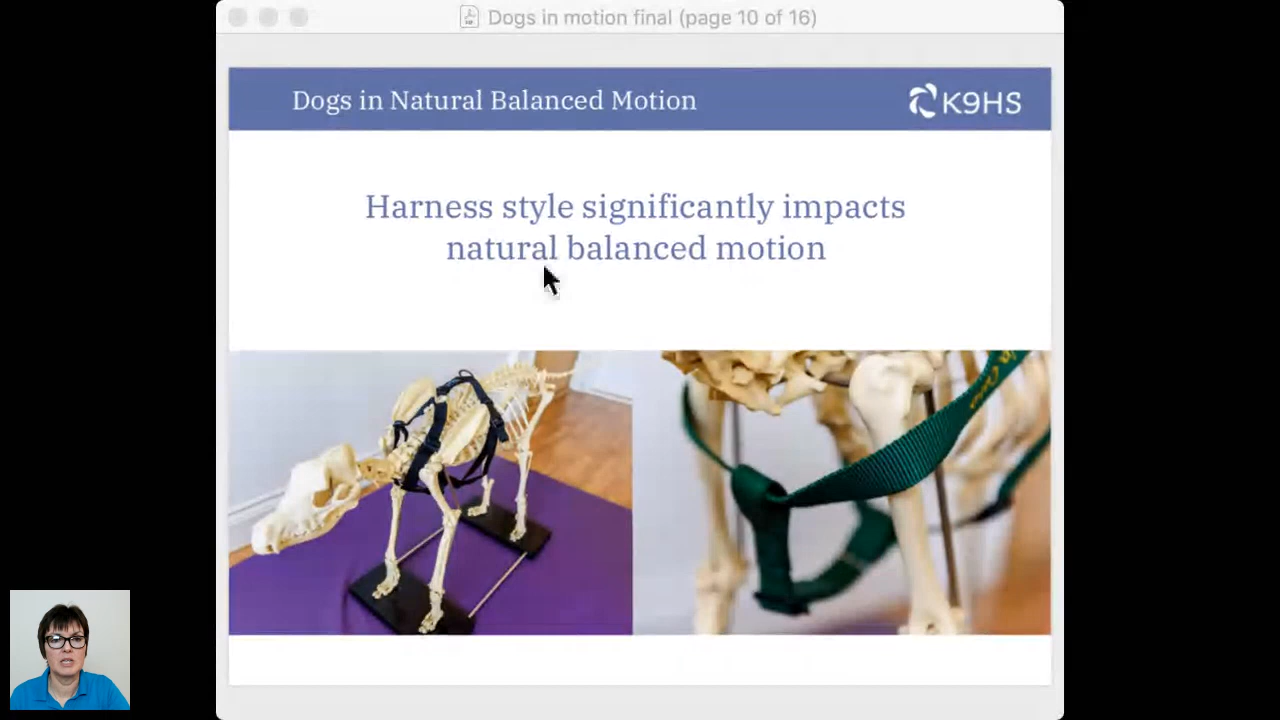 Dogs in motion final (page 10 of 16)
Dogs in Natural Balanced Motion
K9HS
Harness style significantly impacts
natural balanced motion